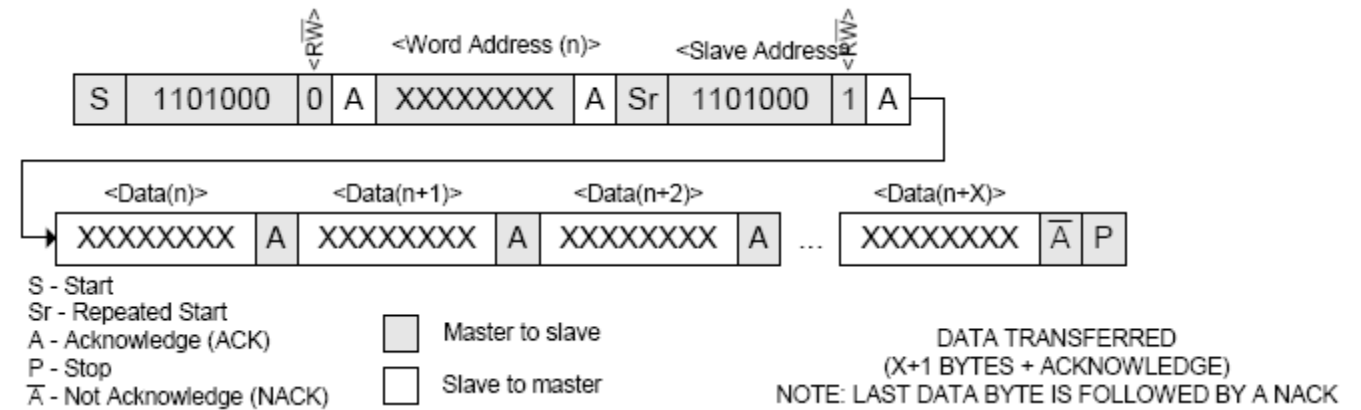 <RW̅> <Word Address (n)> <Slave Address> <RW̅>
S 1101000 0 A XXXXXXXX A Sr 1101000 1 A
<Data(n)> <Data(n+1)> <Data(n+2)> <Data(n+X)>
XXXXXXXX A XXXXXXXX A XXXXXXXX A ... XXXXXXXX A̅ P
S - Start
Sr - Repeated Start
A - Acknowledge (ACK)
P - Stop
A̅ - Not Acknowledge (NACK)
Master to slave
Slave to master
DATA TRANSFERRED
(X+1 BYTES + ACKNOWLEDGE)
NOTE: LAST DATA BYTE IS FOLLOWED BY A NACK